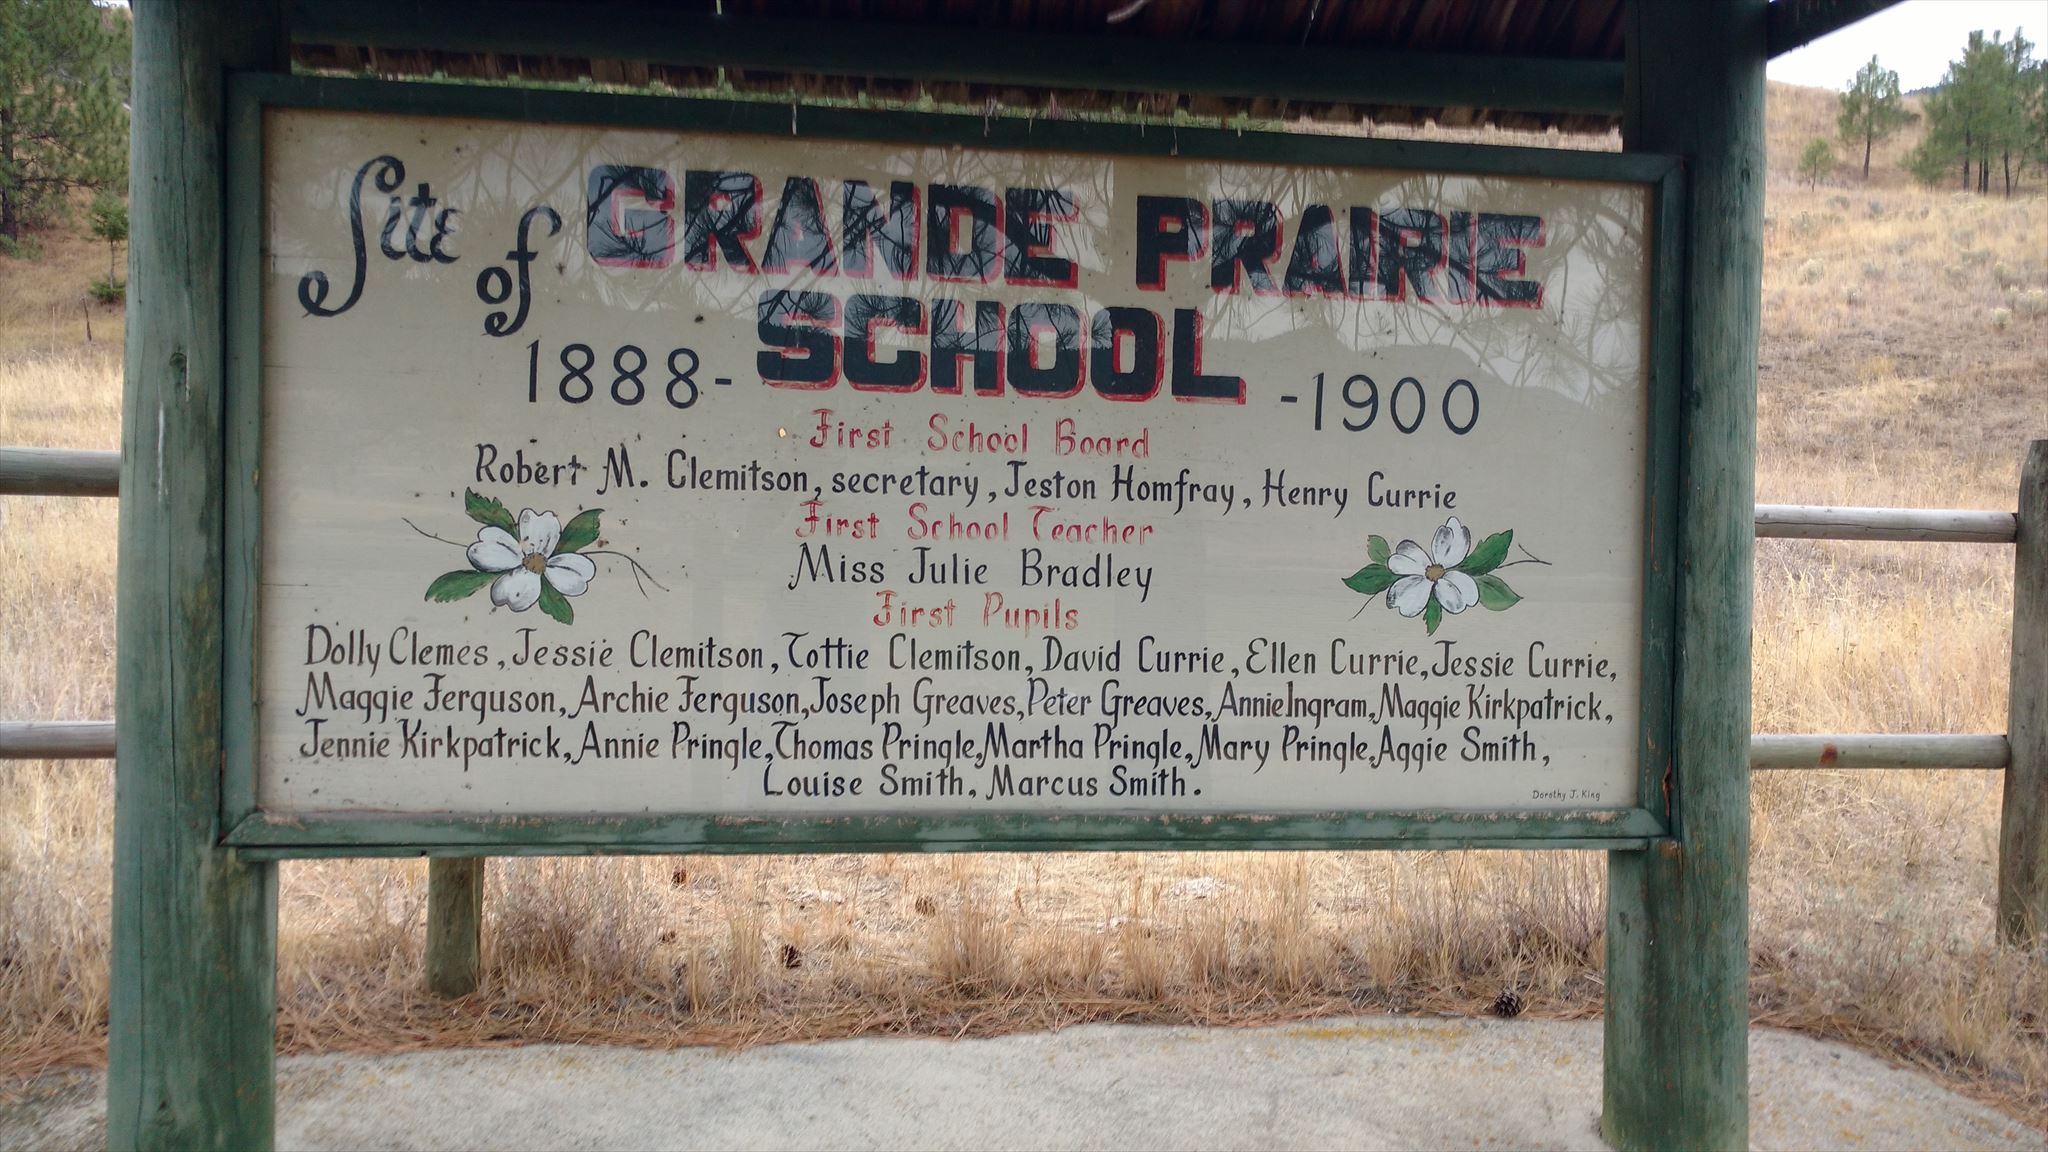 Site of GRANDE PRAIRIE
SCHOOL
1888- -1900
First School Board
Robert M. Clemitson, secretary, Jeston Homfray, Henry Currie
First School Teacher
Miss Julie Bradley
First Pupils
Dolly Clemes, Jessie Clemitson, Tottie Clemitson, David Currie, Ellen Currie, Jessie Currie,
Maggie Ferguson, Archie Ferguson, Joseph Greaves, Peter Greaves, Annie Ingram, Maggie Kirkpatrick,
Jennie Kirkpatrick, Annie Pringle, Thomas Pringle, Martha Pringle, Mary Pringle, Aggie Smith,
Louise Smith, Marcus Smith.
Dorothy J. King